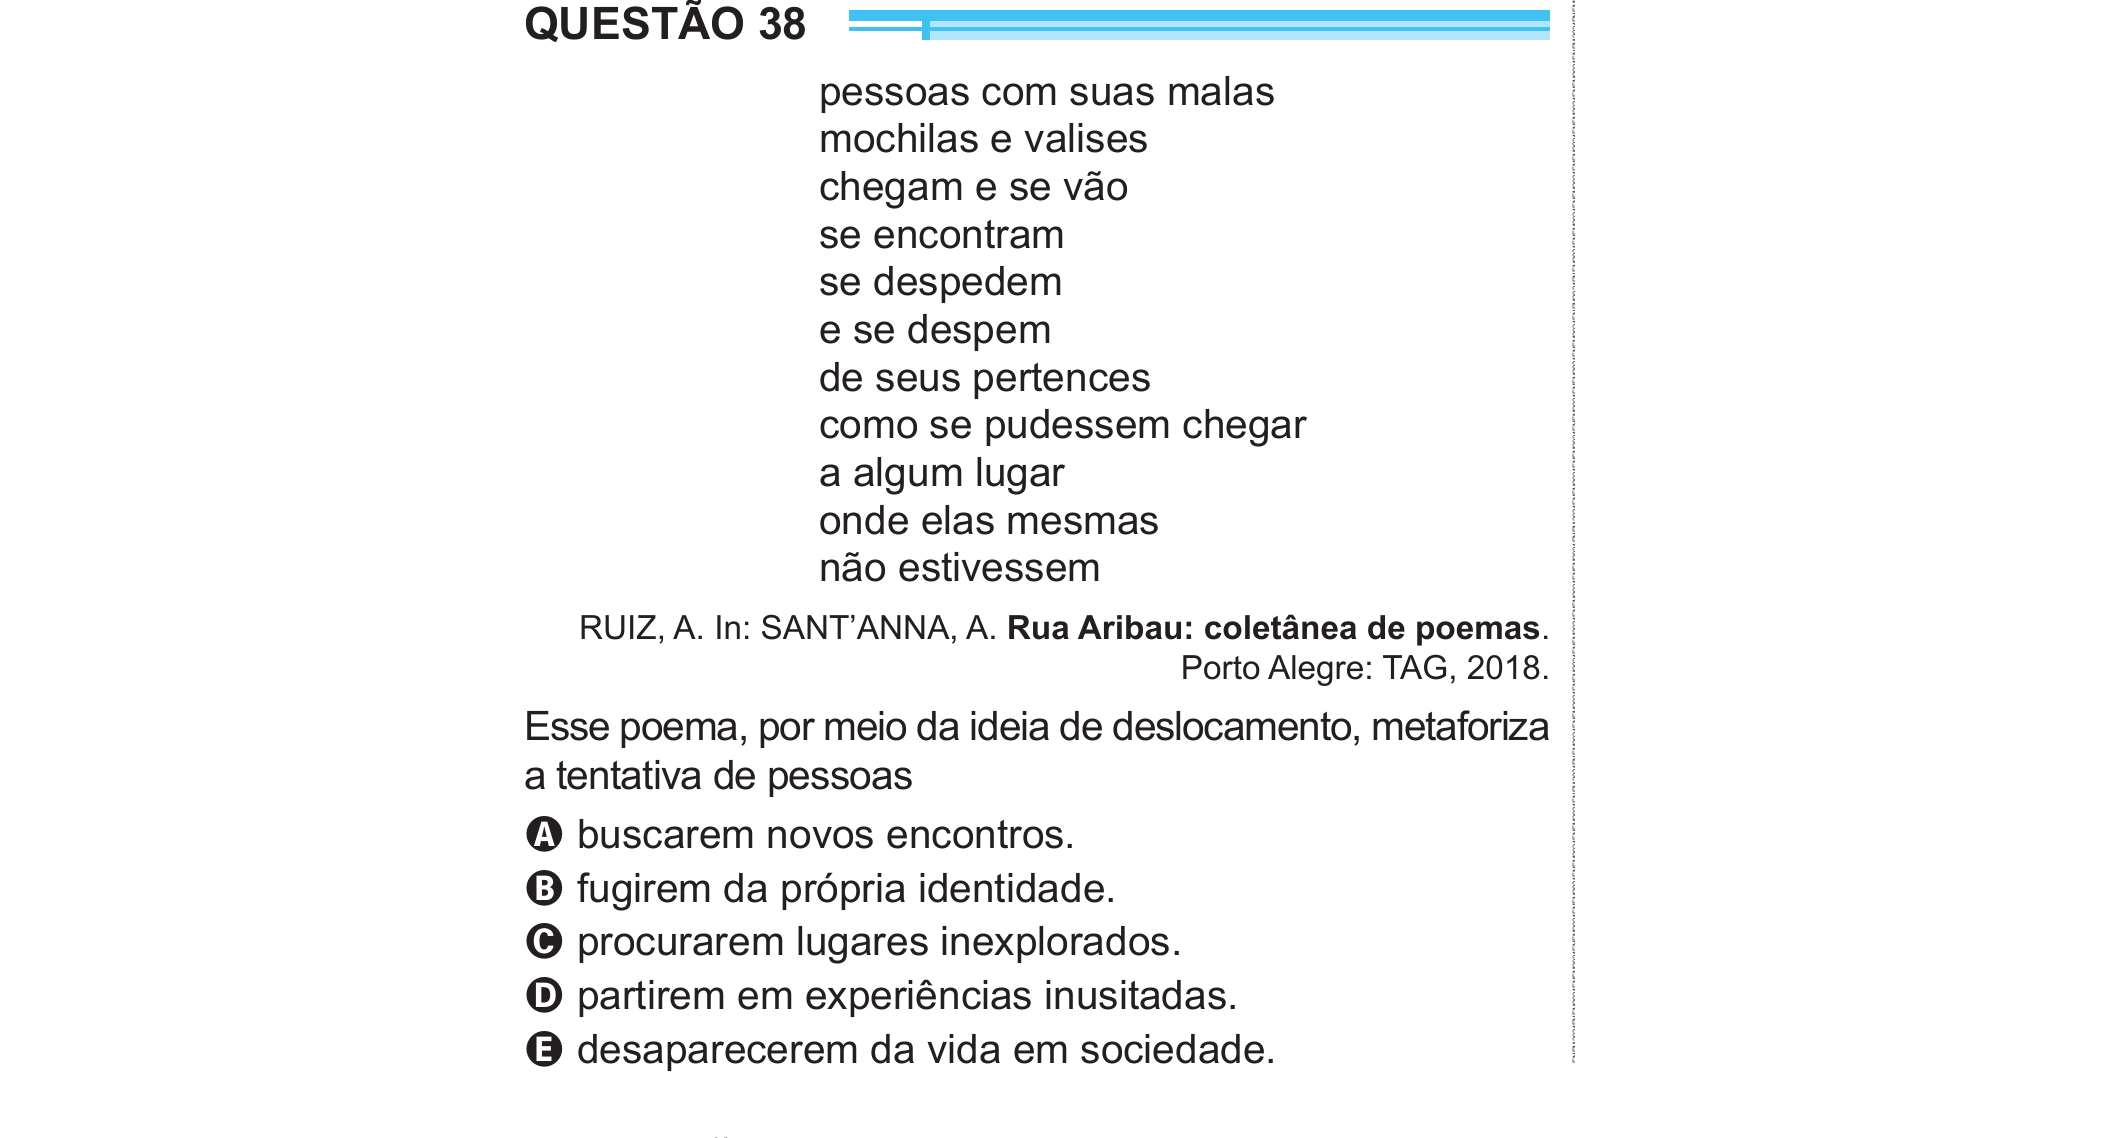 QUESTÃO 38
pessoas com suas malas
mochilas e valises
chegam e se vão
se encontram
se despedem
e se despem
de seus pertences
como se pudessem chegar
a algum lugar
onde elas mesmas
não estivessem
RUIZ, A. In: SANT’ANNA, A. Rua Aribau: coletânea de poemas.
Porto Alegre: TAG, 2018.
Esse poema, por meio da ideia de deslocamento, metaforiza
a tentativa de pessoas
A buscarem novos encontros.
B fugirem da própria identidade.
C procurarem lugares inexplorados.
D partirem em experiências inusitadas.
E desaparecerem da vida em sociedade.